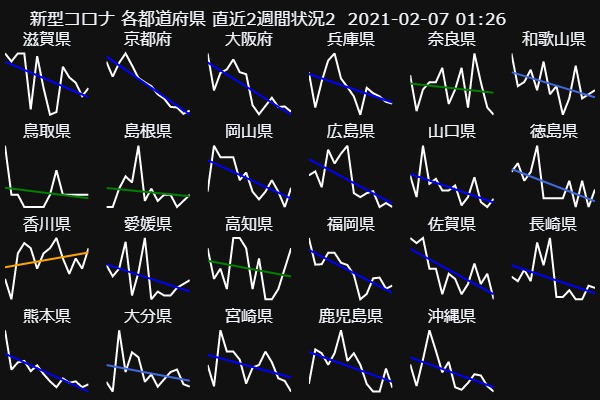 新型コロナ 各都道府県 直近2週間状況2 2021-02-07 01:26
滋賀県 京都府 大阪府 兵庫県 奈良県 和歌山県
鳥取県 島根県 岡山県 広島県 山口県 徳島県
香川県 愛媛県 高知県 福岡県 佐賀県 長崎県
熊本県 大分県 宮崎県 鹿児島県 沖縄県